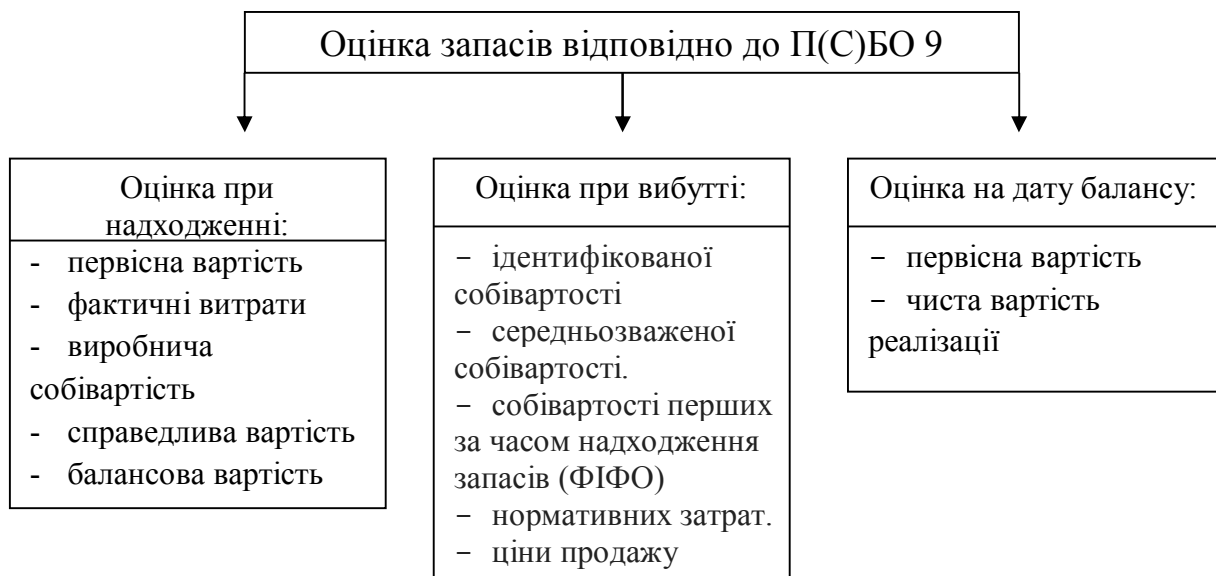 Оцінка запасів відповідно до П(С)БО 9
Оцінка при
надходженні:
- первісна вартість
- фактичні витрати
- виробнича
собівартість
- справедлива вартість
- балансова вартість
Оцінка при вибутті:
− ідентифікованої
собівартості
− середньозваженої
собівартості.
− собівартості перших
за часом надходження
запасів (ФІФО)
− нормативних затрат.
− ціни продажу
Оцінка на дату балансу:
− первісна вартість
− чиста вартість
реалізації